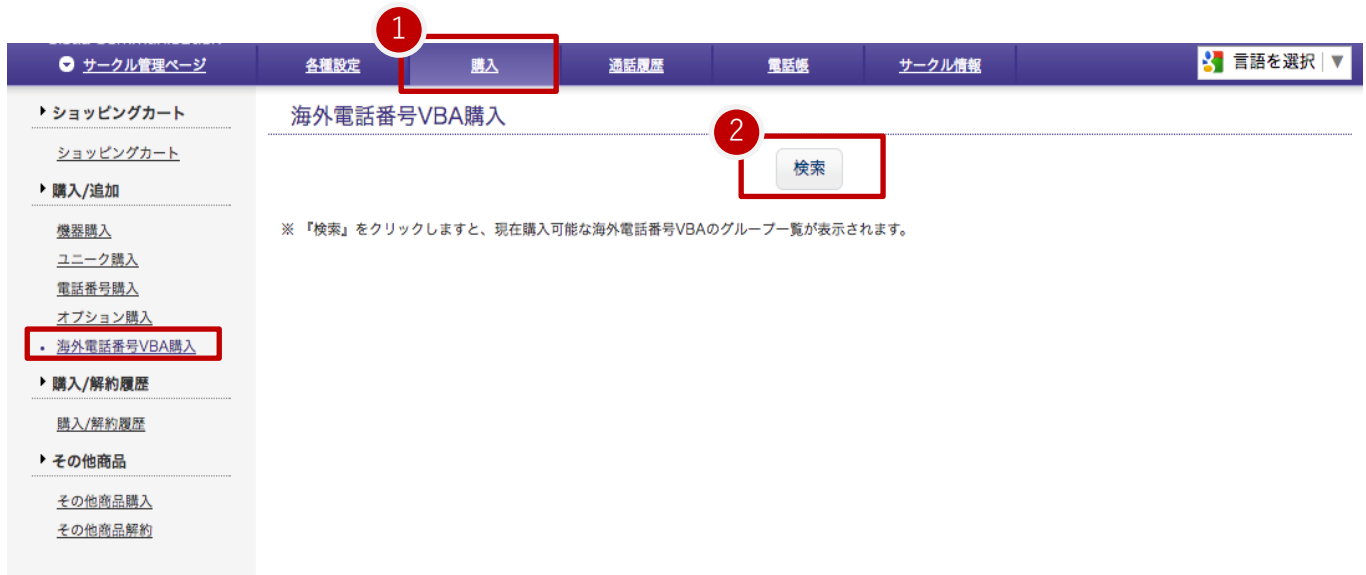 1
サークル管理ページ
各種設定
購入
通話履歴
電話帳
サークル情報
言語を選択
ショッピングカート
ショッピングカート
購入/追加
機器購入
ユニーク購入
電話番号購入
オプション購入
海外電話番号VBA購入
購入/解約履歴
購入/解約履歴
その他商品
その他商品購入
その他商品解約
海外電話番号VBA購入
2
検索
※ 『検索』をクリックしますと、現在購入可能な海外電話番号VBAのグループ一覧が表示されます。